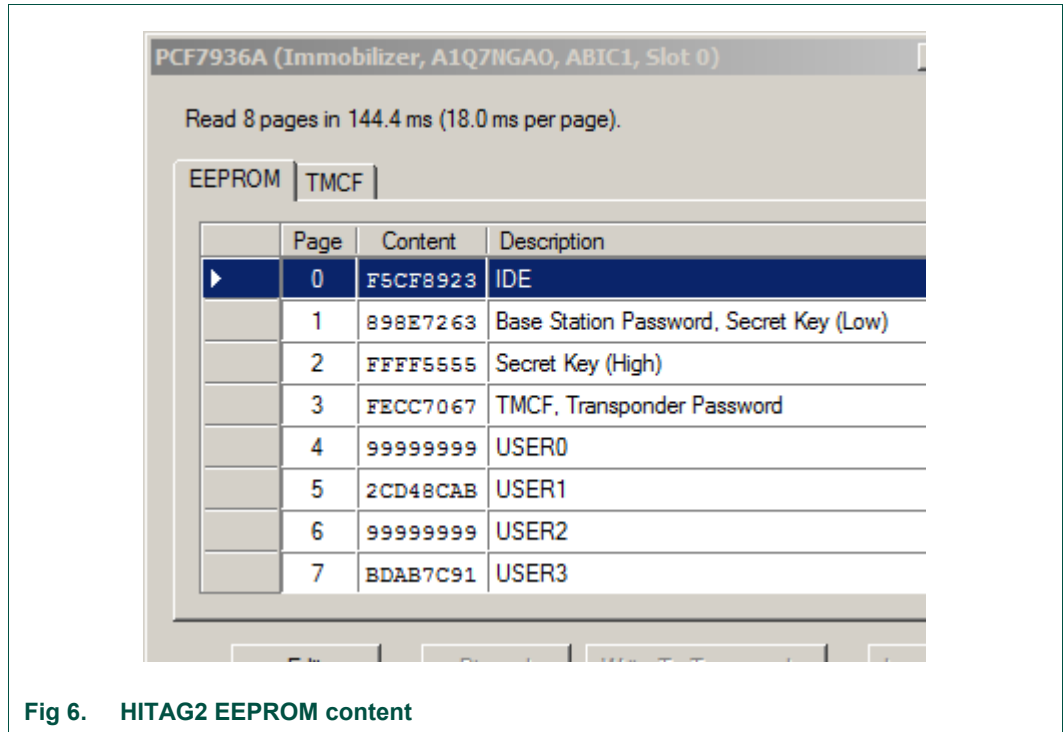 PCF7936A (Immobilizer, A1Q7NGAO, ABIC1, Slot 0)
Read 8 pages in 144.4 ms (18.0 ms per page).
EEPROM TMCF
Page Content Description
0 F5CF8923 IDE
1 898E7263 Base Station Password, Secret Key (Low)
2 FFFF5555 Secret Key (High)
3 FECC7067 TMCF, Transponder Password
4 99999999 USER0
5 2CD48CAB USER1
6 99999999 USER2
7 BDAB7C91 USER3
Fig 6. HITAG2 EEPROM content